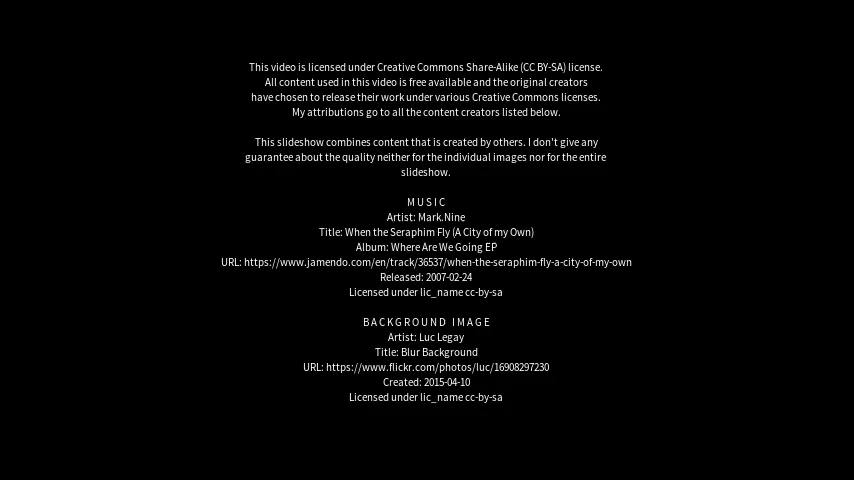 This video is licensed under Creative Commons Share-Alike (CC BY-SA) license.
All content used in this video is free available and the original creators
have chosen to release their work under various Creative Commons licenses.
My attributions go to all the content creators listed below.
This slideshow combines content that is created by others. I don't give any
guarantee about the quality neither for the individual images nor for the entire
slideshow.
MUSIC
Artist: Mark.Nine
Title: When the Seraphim Fly (A City of my Own)
Album: Where Are We Going EP
URL: https://www.jamendo.com/en/track/36537/when-the-seraphim-fly-a-city-of-my-own
Released: 2007-02-24
Licensed under lic_name cc-by-sa
BACKGROUND IMAGE
Artist: Luc Legay
Title: Blur Background
URL: https://www.flickr.com/photos/luc/16908297230
Created: 2015-04-10
Licensed under lic_name cc-by-sa